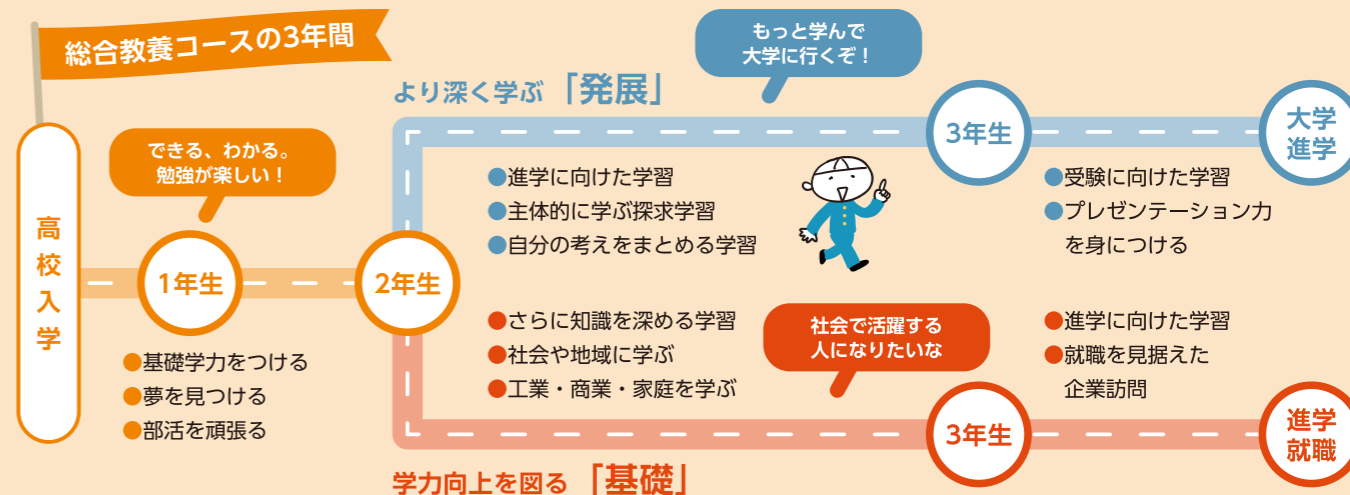 総合教養コースの3年間
高校入学
できる、わかる。
勉強が楽しい！
1年生
●基礎学力をつける
●夢を見つける
●部活を頑張る
2年生
より深く学ぶ「発展」
もっと学んで
大学に行くぞ！
●進学に向けた学習
●主体的に学ぶ探求学習
●自分の考えをまとめる学習
3年生
●受験に向けた学習
●プレゼンテーション力
を身につける
大学
進学
●さらに知識を深める学習
●社会や地域に学ぶ
●工業・商業・家庭を学ぶ
社会で活躍する
人になりたいな
3年生
●進学に向けた学習
●就職を見据えた
企業訪問
進学
就職
学力向上を図る「基礎」